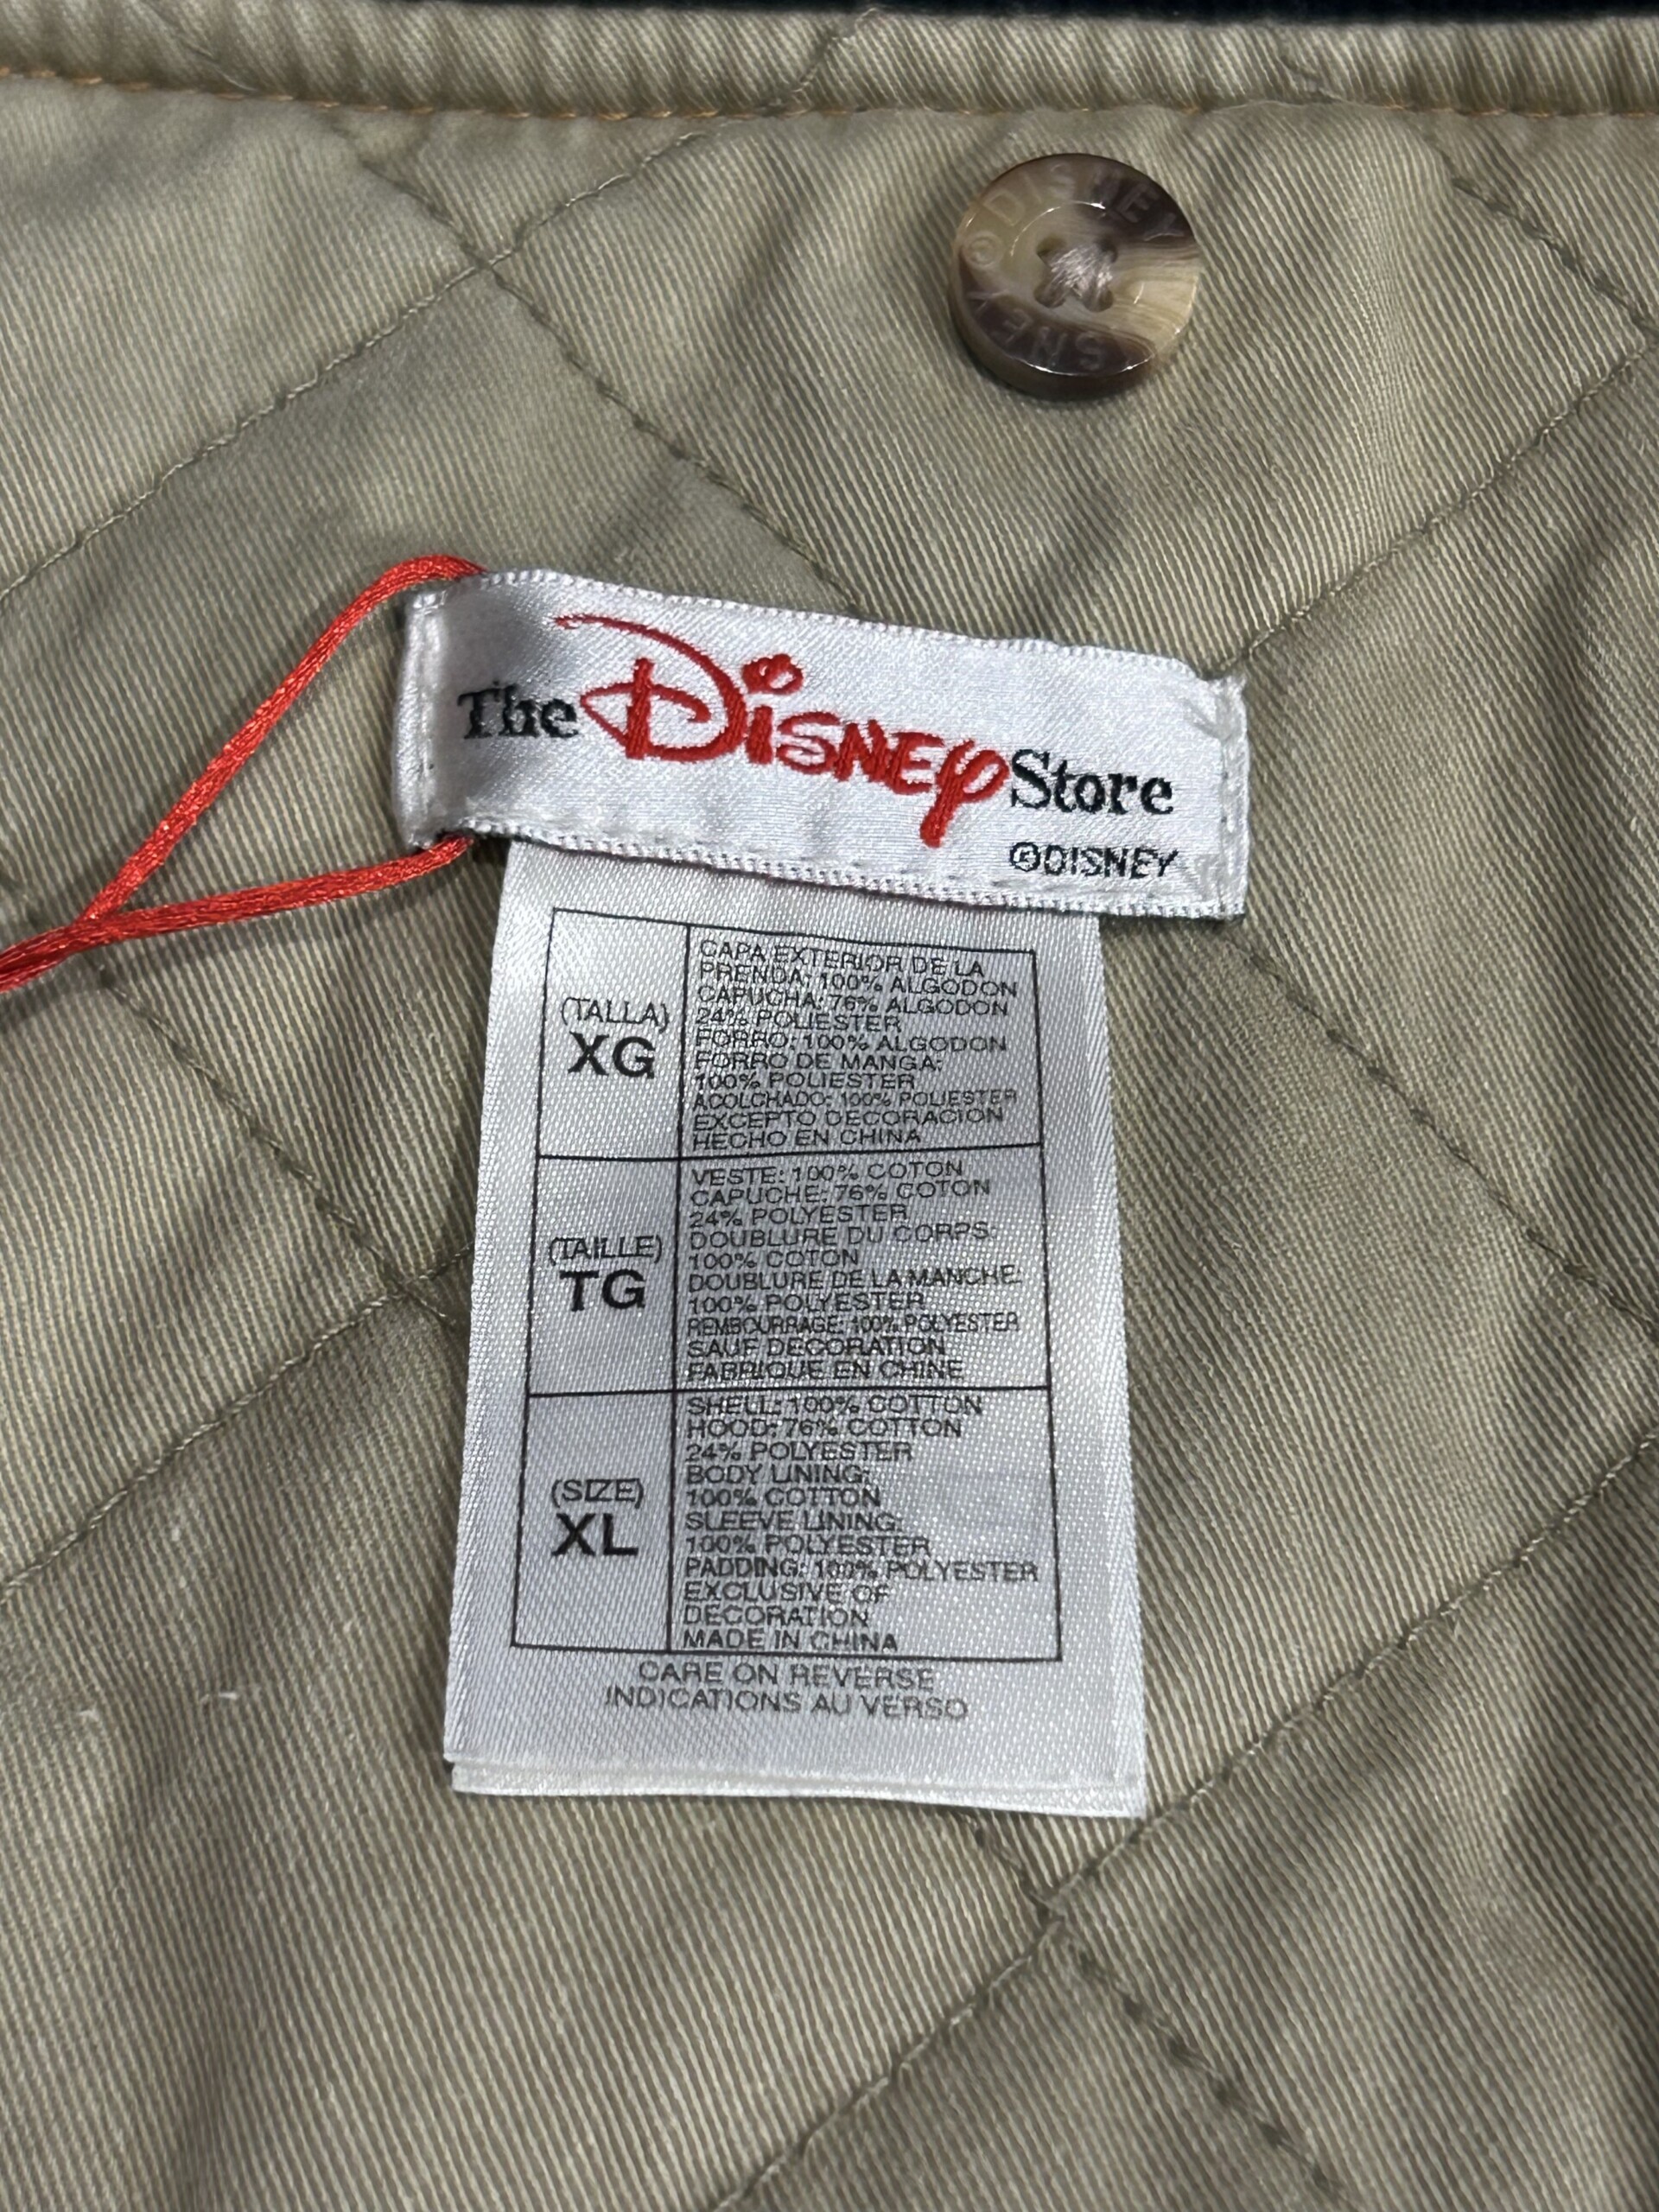 ©DISNEY
SNEY
The Disney Store
©DISNEY
(TALLA)
XG
CAPA EXTERIOR DE LA
PRENDA: 100% ALGODON
CAPUCHA: 76% ALGODON
24% POLIESTER
FORRO: 100% ALGODON
FORRO DE MANGA:
100% POLIESTER
ACOLCHADO: 100% POLIESTER
EXCEPTO DECORACION
HECHO EN CHINA
(TAILLE)
TG
VESTE: 100% COTON
CAPUCHE: 76% COTON
24% POLYESTER
DOUBLURE DU CORPS:
100% COTON
DOUBLURE DE LA MANCHE:
100% POLYESTER
REMBOURRAGE: 100% POLYESTER
SAUF DECORATION
FABRIQUE EN CHINE
(SIZE)
XL
SHELL: 100% COTTON
HOOD: 76% COTTON
24% POLYESTER
BODY LINING:
100% COTTON
SLEEVE LINING:
100% POLYESTER
PADDING: 100% POLYESTER
EXCLUSIVE OF
DECORATION
MADE IN CHINA
CARE ON REVERSE
INDICATIONS AU VERSO